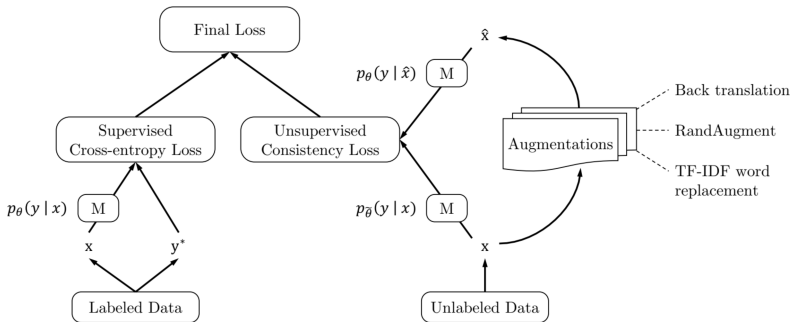 Final Loss
x̂
pθ(y | x̂)
M
Back translation
Supervised
Cross-entropy Loss
Unsupervised
Consistency Loss
Augmentations
RandAugment
TF-IDF word
replacement
pθ(y | x)
M
pθ̃(y | x)
M
x
y*
x
Labeled Data
Unlabeled Data